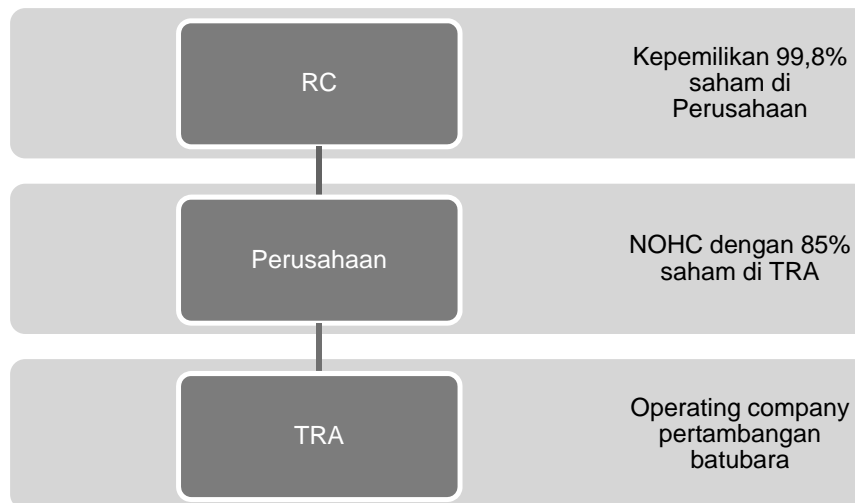 RC
Kepemilikan 99,8%
saham di
Perusahaan
Perusahaan
NOHC dengan 85%
saham di TRA
TRA
Operating company
pertambangan
batubara